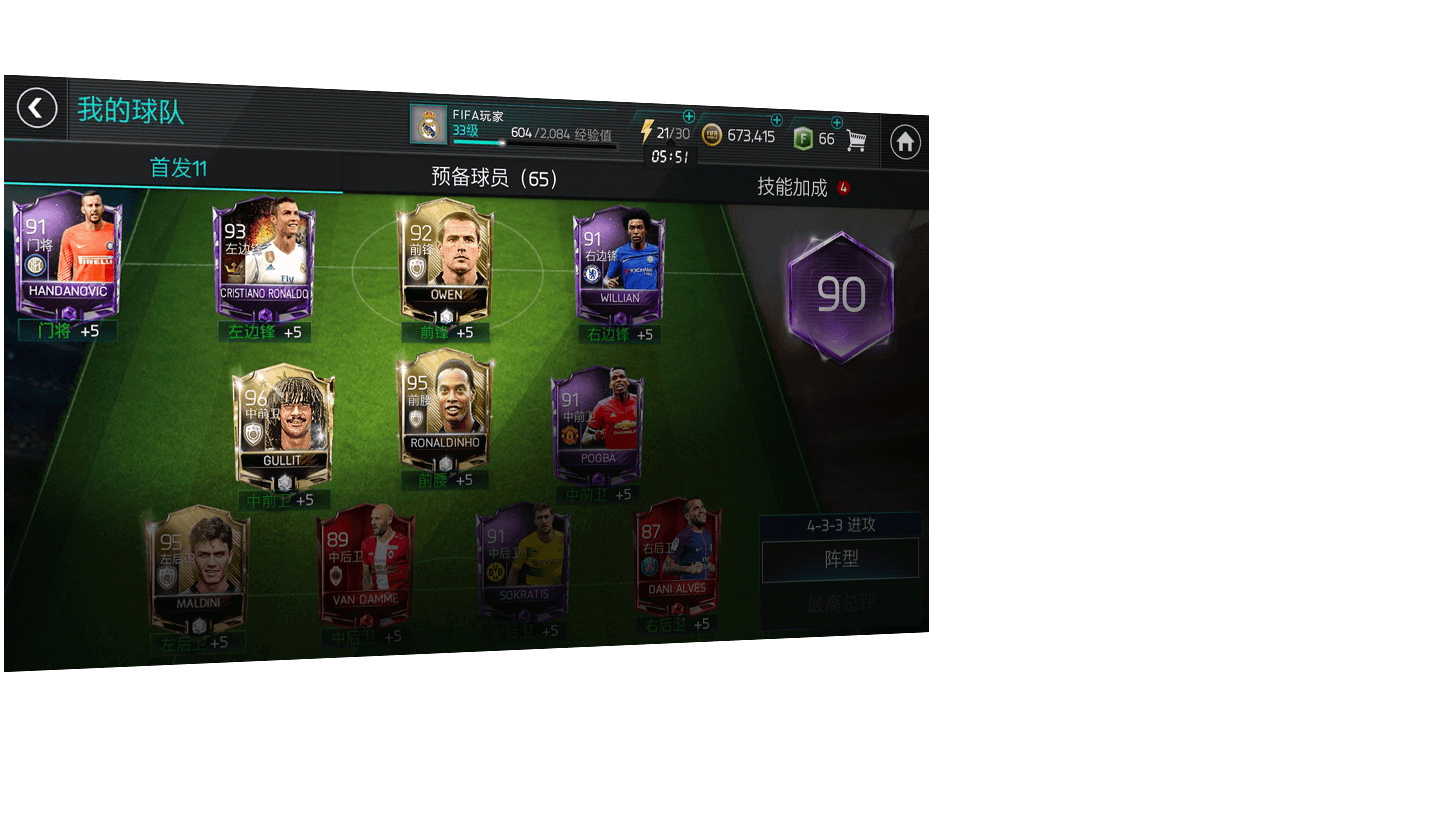 我的球队
FIFA玩家
33级
604/2,084 经验值
21/30
05:51
673,415
66
首发11
预备球员（65）
技能加成 4
91
门将
PIRELLI
HANDANOVIC
门将 +5
93
左边锋
Fly
CRISTIANO RONALDO
左边锋 +5
92
前锋
OWEN
前锋 +5
91
右边锋
YOKOHAMA
WILLIAN
右边锋 +5
90
96
中前卫
GULLIT
中前卫 +5
95
前腰
RONALDINHO
前腰 +5
91
中前卫
CHEVROLET
POGBA
中前卫 +5
95
左后卫
MALDINI
左后卫 +5
89
中后卫
VAN DAMME
中后卫 +5
91
中后卫
SOKRATIS
中后卫 +5
87
右后卫
DANI ALVES
右后卫 +5
4-3-3 进攻
阵型
最高总评